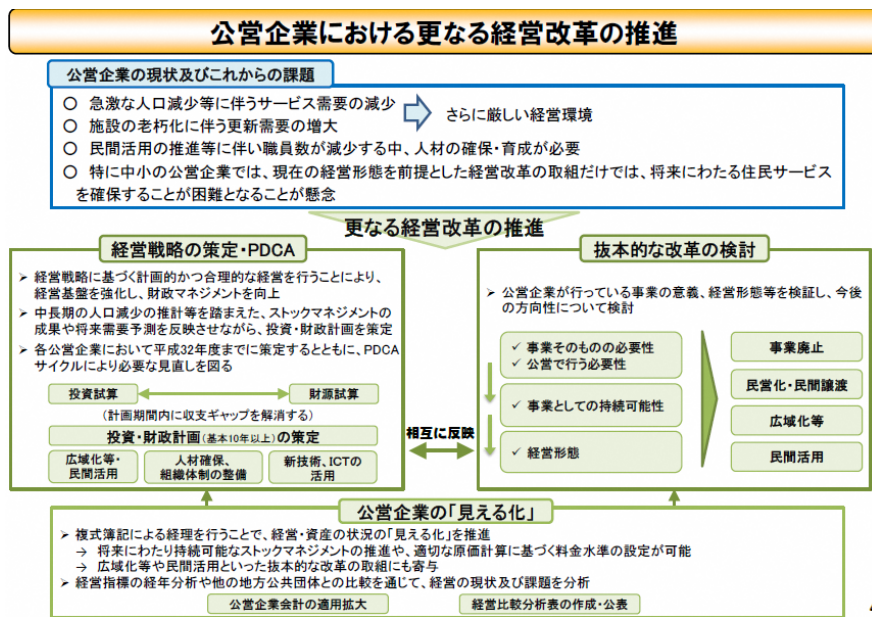 公営企業における更なる経営改革の推進
公営企業の現状及びこれからの課題
○ 急激な人口減少等に伴うサービス需要の減少
○ 施設の老朽化に伴う更新需要の増大
さらに厳しい経営環境
○ 民間活用の推進等に伴い職員数が減少する中、人材の確保・育成が必要
○ 特に中小の公営企業では、現在の経営形態を前提とした経営改革の取組だけでは、将来にわたる住民サービス
を確保することが困難となることが懸念
更なる経営改革の推進
経営戦略の策定・PDCA
➢ 経営戦略に基づく計画的かつ合理的な経営を行うことにより、
経営基盤を強化し、財政マネジメントを向上
➢ 中長期の人口減少の推計等を踏まえた、ストックマネジメントの
成果や将来需要予測を反映させながら、投資・財政計画を策定
➢ 各公営企業において平成32年度までに策定するとともに、PDCA
サイクルにより必要な見直しを図る
投資試算
財源試算
(計画期間内に収支ギャップを解消する)
投資・財政計画(基本10年以上)の策定
広域化等・
民間活用
人材確保、
組織体制の整備
新技術、ICTの
活用
相互に反映
抜本的な改革の検討
➢ 公営企業が行っている事業の意義、経営形態等を検証し、今後
の方向性について検討
✓ 事業そのものの必要性
✓ 公営で行う必要性
✓ 事業としての持続可能性
✓ 経営形態
事業廃止
民営化・民間譲渡
広域化等
民間活用
公営企業の「見える化」
➢ 複式簿記による経理を行うことで、経営・資産の状況の「見える化」を推進
→ 将来にわたり持続可能なストックマネジメントの推進や、適切な原価計算に基づく料金水準の設定が可能
→ 広域化等や民間活用といった抜本的な改革の取組にも寄与
➢ 経営指標の経年分析や他の地方公共団体との比較を通じて、経営の現状及び課題を分析
公営企業会計の適用拡大
経営比較分析表の作成・公表